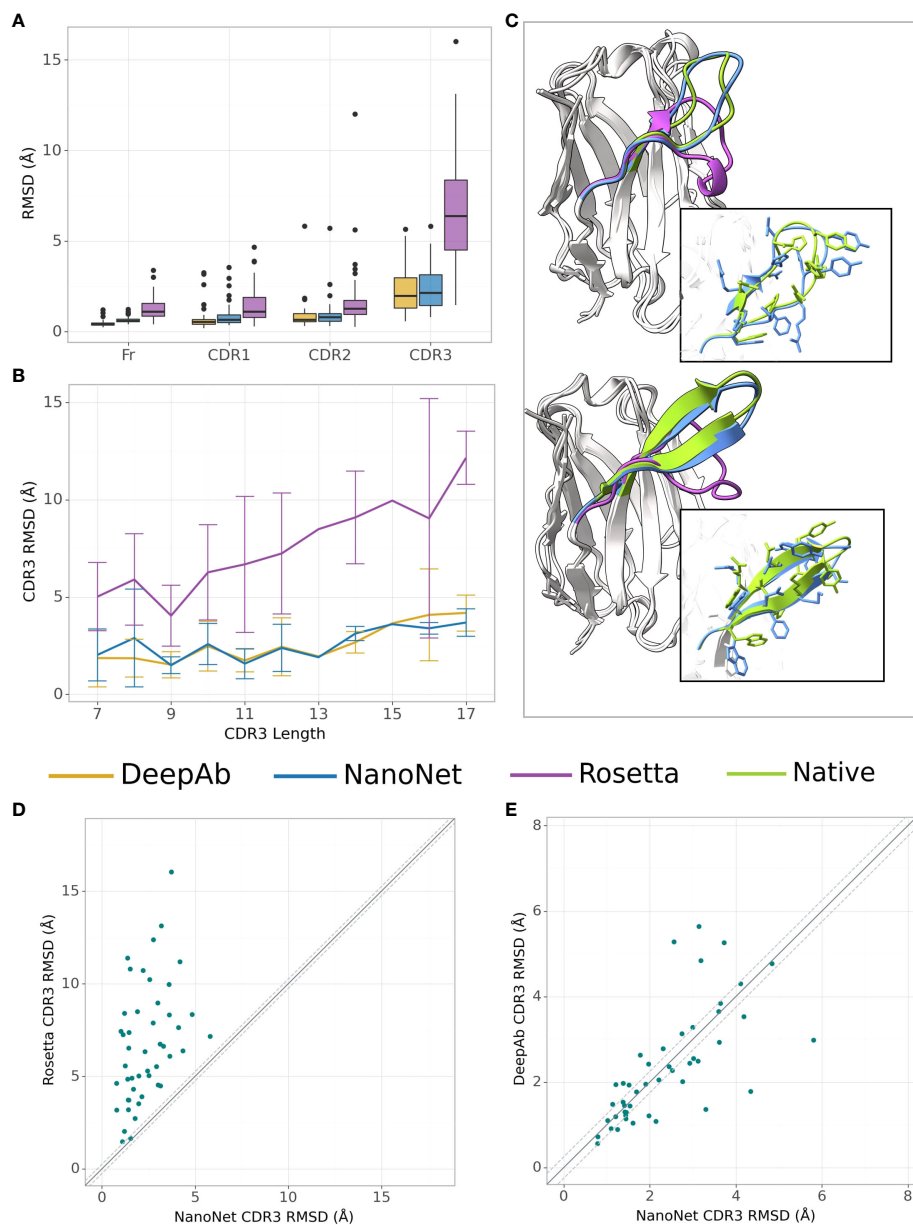 A
C
15
10
5
0
RMSD (Å)
Fr
CDR1
CDR2
CDR3
B
15
10
5
0
CDR3 RMSD (Å)
7
9
11
13
15
17
CDR3 Length
DeepAb
NanoNet
Rosetta
Native
D
E
15
10
5
0
Rosetta CDR3 RMSD (Å)
0
5
10
15
NanoNet CDR3 RMSD (Å)
8
6
4
2
0
DeepAb CDR3 RMSD (Å)
0
2
4
6
8
NanoNet CDR3 RMSD (Å)